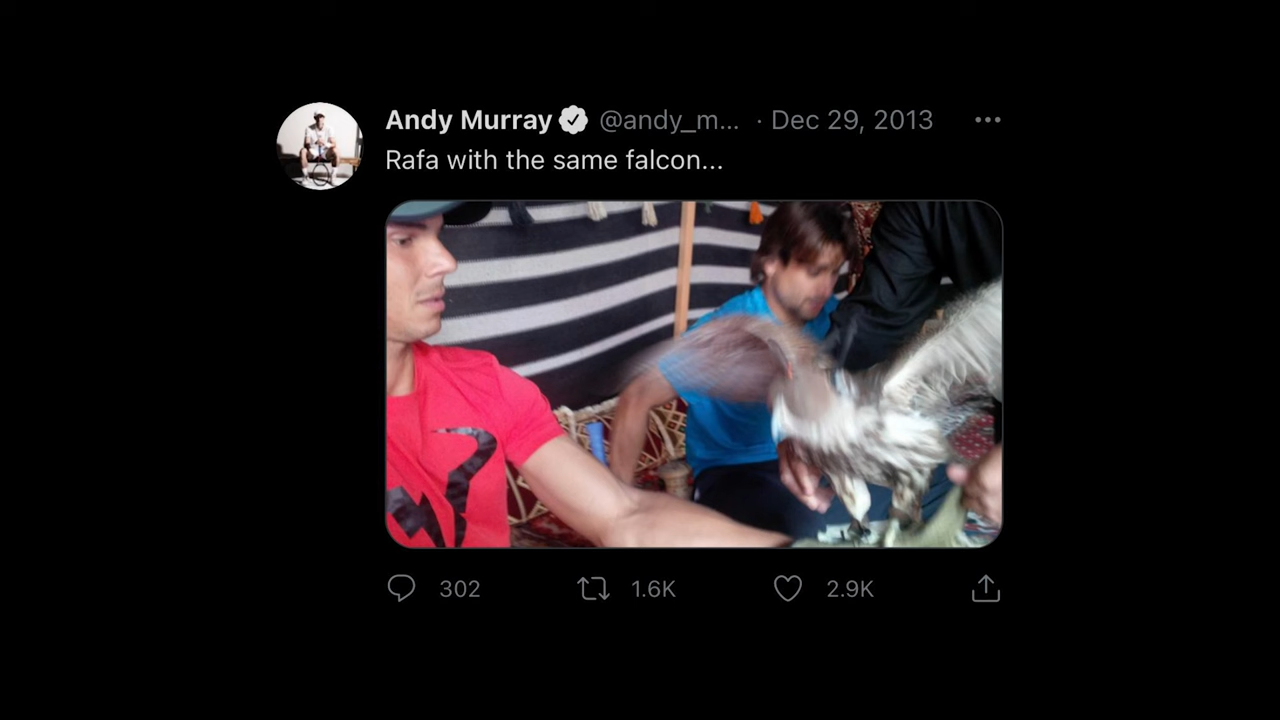 Andy Murray @andy_m... · Dec 29, 2013
Rafa with the same falcon...
302 1.6K 2.9K